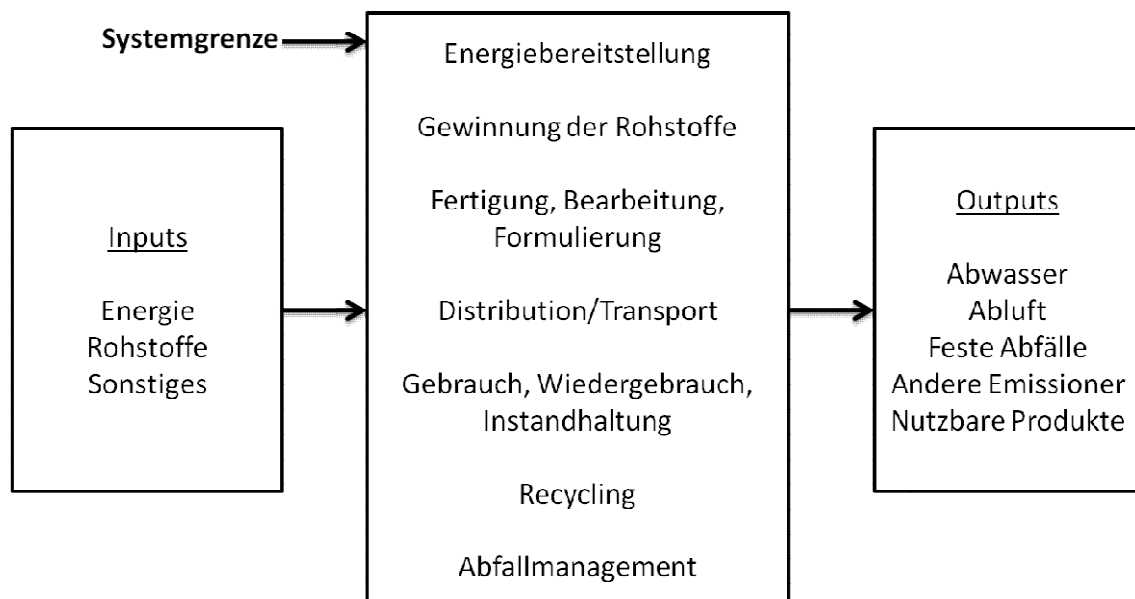 Systemgrenze
Inputs
Energie
Rohstoffe
Sonstiges
Energiebereitstellung
Gewinnung der Rohstoffe
Fertigung, Bearbeitung,
Formulierung
Distribution/Transport
Gebrauch, Wiedergebrauch,
Instandhaltung
Recycling
Abfallmanagement
Outputs
Abwasser
Abluft
Feste Abfälle
Andere Emissioner
Nutzbare Produkte